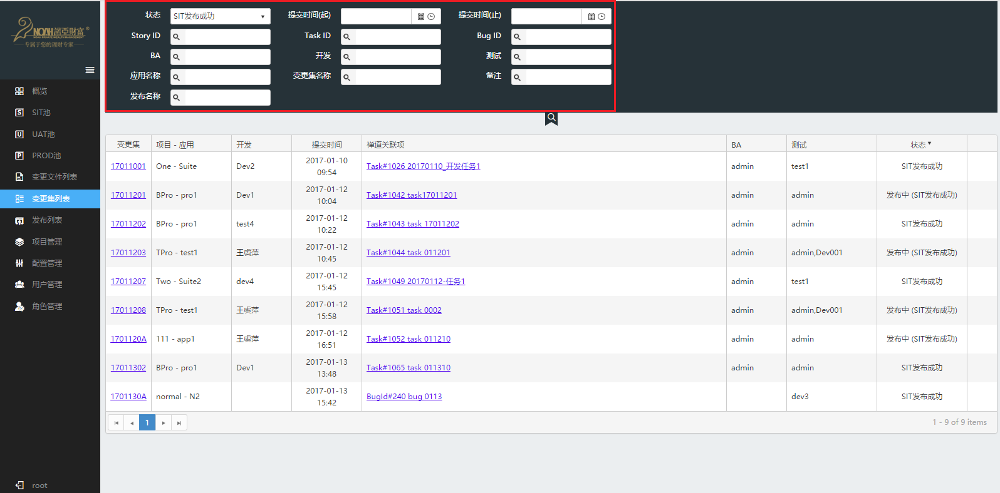 NOAH 諾亞財富®
NOAH PRIVATE WEALTH MANAGEMENT
专属于您的理财专家
概览
SIT池
UAT池
PROD池
变更文件列表
变更集列表
发布列表
项目管理
配置管理
用户管理
角色管理
root
状态 SIT发布成功 提交时间(起) 提交时间(止)
Story ID Task ID Bug ID
BA 开发 测试
应用名称 变更集名称 备注
发布名称
变更集 项目 - 应用 开发 提交时间 禅道关联项 BA 测试 状态
17011001 One - Suite Dev2 2017-01-10 09:54 Task#1026 20170110_开发任务1 admin test1 SIT发布成功
17011201 BPro - pro1 Dev1 2017-01-12 10:04 Task#1042 task17011201 admin admin 发布中 (SIT发布成功)
17011202 BPro - pro1 test4 2017-01-12 10:22 Task#1043 task 17011202 admin admin SIT发布成功
17011203 TPro - test1 王虞萍 2017-01-12 10:45 Task#1044 task 011201 admin admin,Dev001 发布中 (SIT发布成功)
17011207 Two - Suite2 dev4 2017-01-12 15:45 Task#1049 20170112-任务1 admin test1 SIT发布成功
17011208 TPro - test1 王虞萍 2017-01-12 15:58 Task#1051 task 0002 admin admin,Dev001 发布中 (SIT发布成功)
1701120A 111 - app1 王虞萍 2017-01-12 16:51 Task#1052 task 011210 admin admin 发布中 (SIT发布成功)
17011302 BPro - pro1 Dev1 2017-01-13 13:48 Task#1065 task 011310 admin admin SIT发布成功
1701130A normal - N2 2017-01-13 15:42 BugId#240 bug 0113 dev3 SIT发布成功
1 1 - 9 of 9 items